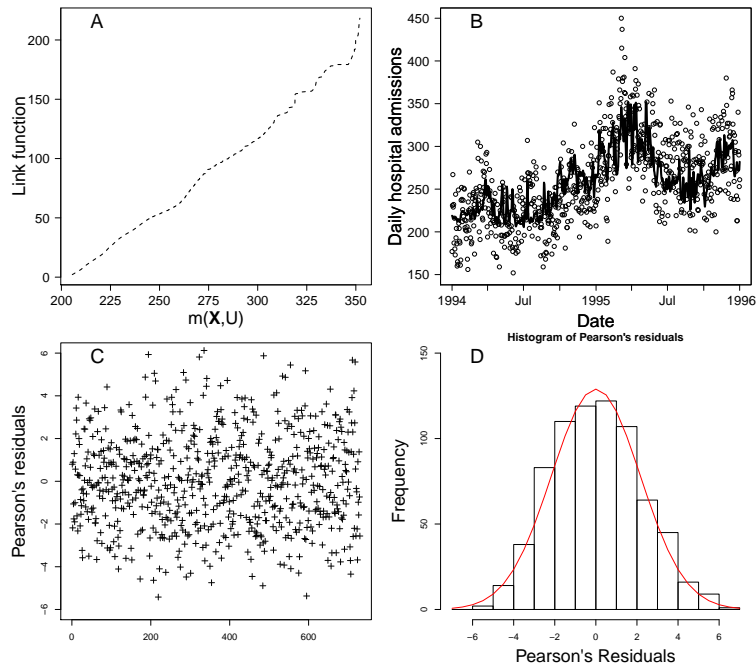 A
Link function
200
150
100
50
0
200 225 250 275 300 325 350
m(X,U)
B
Daily hospital admissions
450
400
350
300
250
200
150
1994 Jul 1995 Jul 1996
Date
C
Pearson's residuals
6
4
2
0
-2
-4
-6
0 200 400 600
Histogram of Pearson's residuals
D
Frequency
150
100
50
0
-6 -4 -2 0 2 4 6
Pearson's Residuals